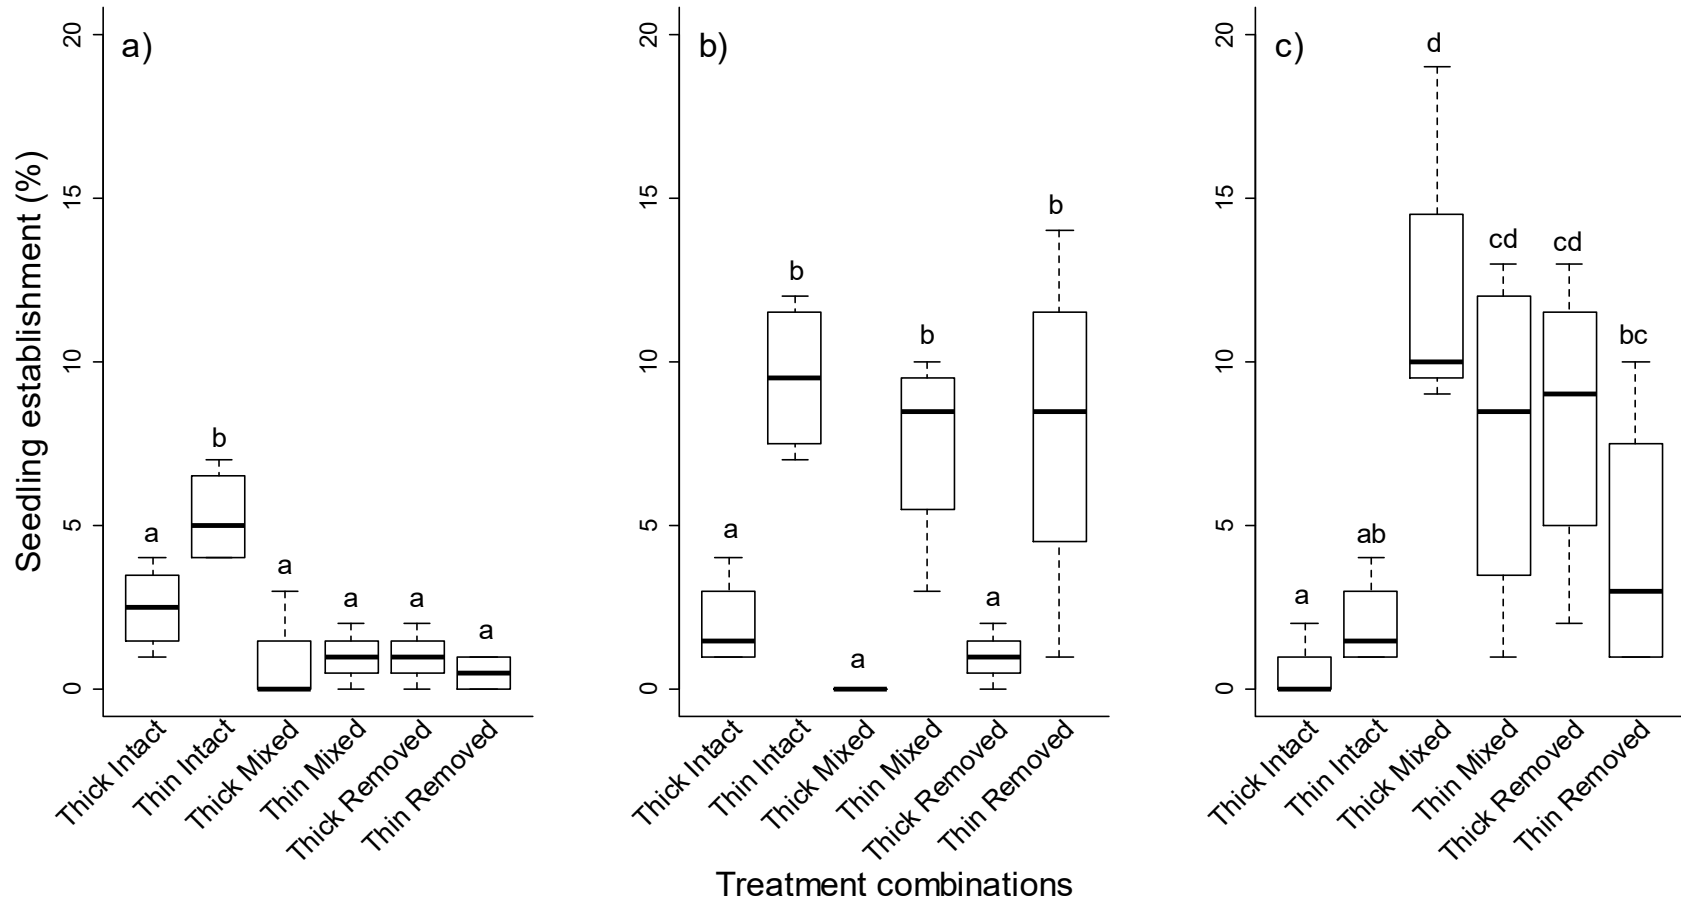 Seedling establishment (%)
a)
20
15
10
5
0
a
b
a
a
a
a
Thick Intact
Thin Intact
Thick Mixed
Thin Mixed
Thick Removed
Thin Removed
b)
20
15
10
5
0
a
b
a
b
a
b
Thick Intact
Thin Intact
Thick Mixed
Thin Mixed
Thick Removed
Thin Removed
c)
20
15
10
5
0
a
ab
d
cd
cd
bc
Thick Intact
Thin Intact
Thick Mixed
Thin Mixed
Thick Removed
Thin Removed
Treatment combinations